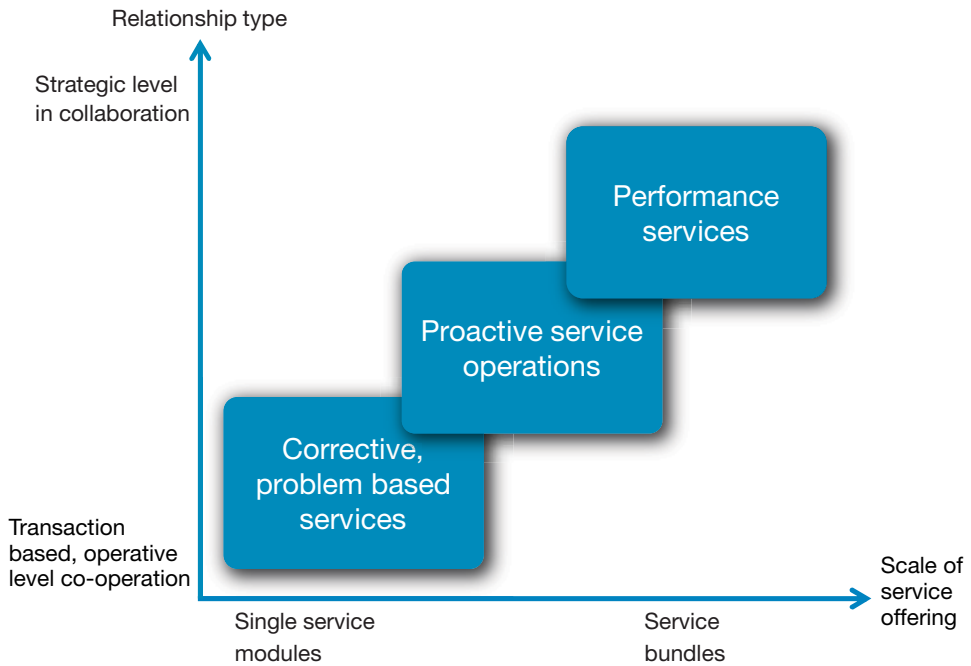 Relationship type
Strategic level
in collaboration
Performance
services
Proactive service
operations
Corrective,
problem based
services
Transaction
based, operative
level co-operation
Scale of
service
offering
Single service
modules
Service
bundles